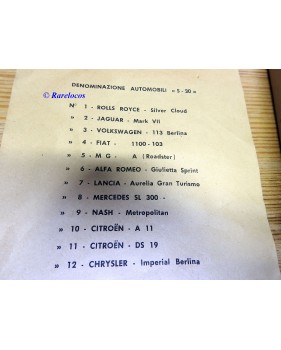 © Rarelocos
DENOMINAZIONE AUTOMOBILI « S - 50 »
N° 1 - ROLLS ROYCE - Silver Cloud
» 2 - JAGUAR - Mark VII
» 3 - VOLKSWAGEN - 113 Berlina
» 4 - FIAT - 1100 - 103
» 5 - M G - A (Roadster)
» 6 - ALFA ROMEO - Giulietta Sprint
» 7 - LANCIA - Aurelia Gran Turismo
» 8 - MERCEDES SL 300 -
» 9 - NASH - Metropolitan
» 10 - CITROËN - A 11
» 11 - CITROËN - DS 19
» 12 - CHRYSLER - Imperial Berlina